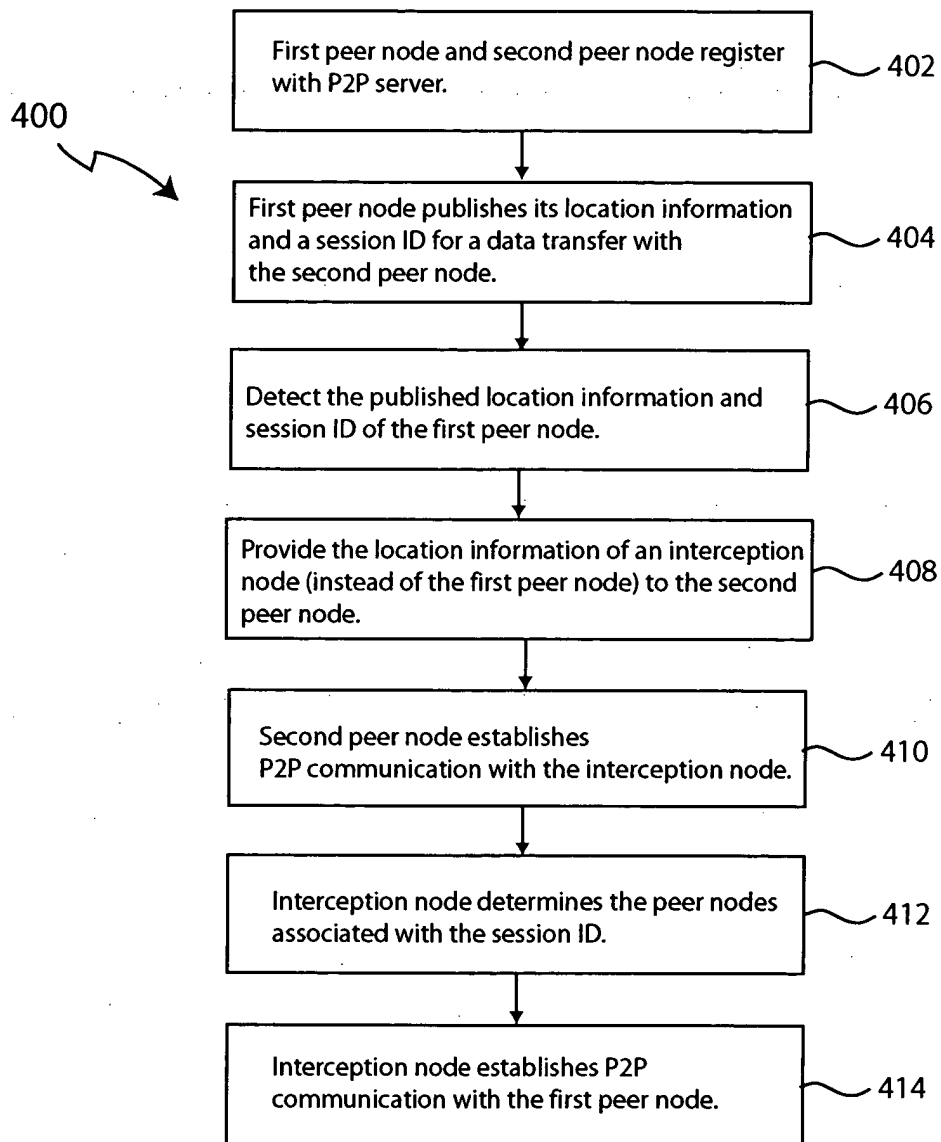 First peer node and second peer node register
with P2P server.
402
400
First peer node publishes its location information
and a session ID for a data transfer with
the second peer node.
404
Detect the published location information and
session ID of the first peer node.
406
Provide the location information of an interception
node (instead of the first peer node) to the second
peer node.
408
Second peer node establishes
P2P communication with the interception node.
410
Interception node determines the peer nodes
associated with the session ID.
412
Interception node establishes P2P
communication with the first peer node.
414